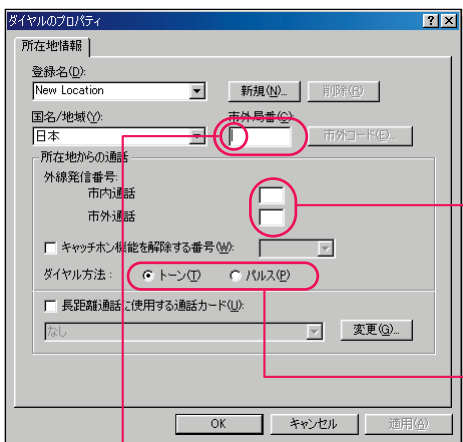 ダイヤルのプロパティ
所在地情報
登録名(D):
New Location
新規(N)...
削除(R)
国名/地域(Y):
市外局番(C):
日本
市外コード(E)...
所在地からの通話
外線発信番号:
市内通話
市外通話
キャッチホン機能を解除する番号(W):
ダイヤル方法:
トーン(T)
パルス(P)
長距離通話に使用する通話カード(U):
なし
変更(G)...
OK
キャンセル
適用(A)